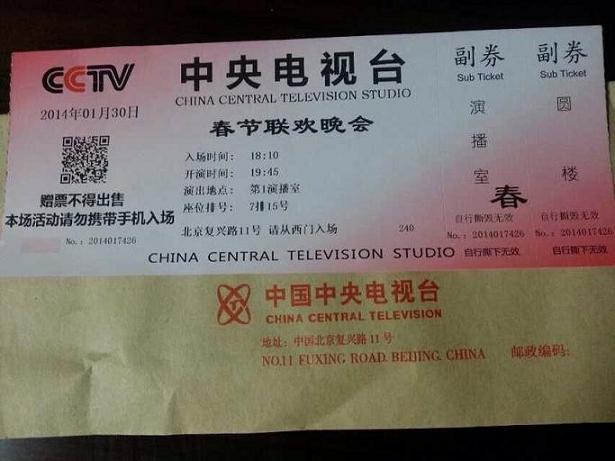 CCTV
2014年01月30日
赠票不得出售
本场活动请勿携带手机入场
No.：2014017426
中央电视台
CHINA CENTRAL TELEVISION STUDIO
春节联欢晚会
入场时间： 18:10
开演时间： 19:45
演出地点： 第1演播室
座位排号： 7排15号
北京复兴路11号 请从西门入场 240
CHINA CENTRAL TELEVISION STUDIO
副券
Sub Ticket
演播室
春
自行撕毁无效
No.：2014017426
自行撕下无效
副券
Sub Ticket
圆楼
自行撕毁无效
No.：2014017426
自行撕下无效
中国中央电视台
CHINA CENTRAL TELEVISION
地址：中国北京复兴路11号
NO.11 FUXING ROAD. BEIJING. CHINA 邮政编码: